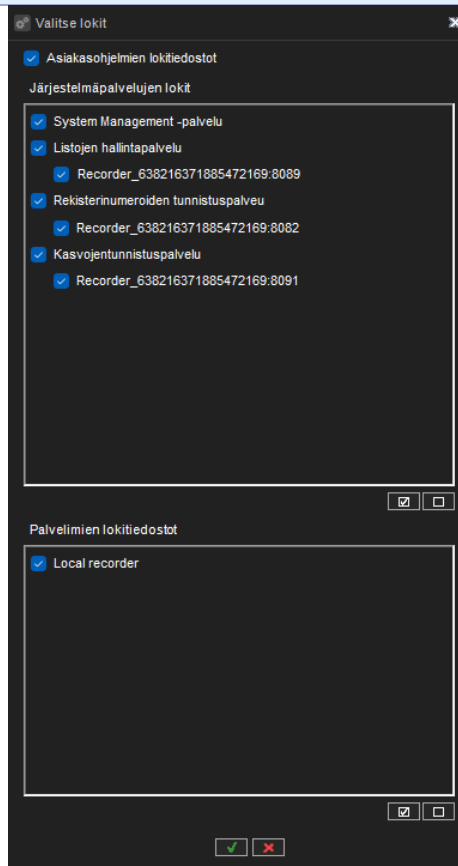 Valitse lokit
Asiakasohjelmien lokitiedostot
Järjestelmäpalvelujen lokit
System Management -palvelu
Listojen hallintapalvelu
Recorder_638216371885472169:8089
Rekisterinumeroiden tunnistuspalveu
Recorder_638216371885472169:8082
Kasvojentunnistuspalvelu
Recorder_638216371885472169:8091
Palvelimien lokitiedostot
Local recorder